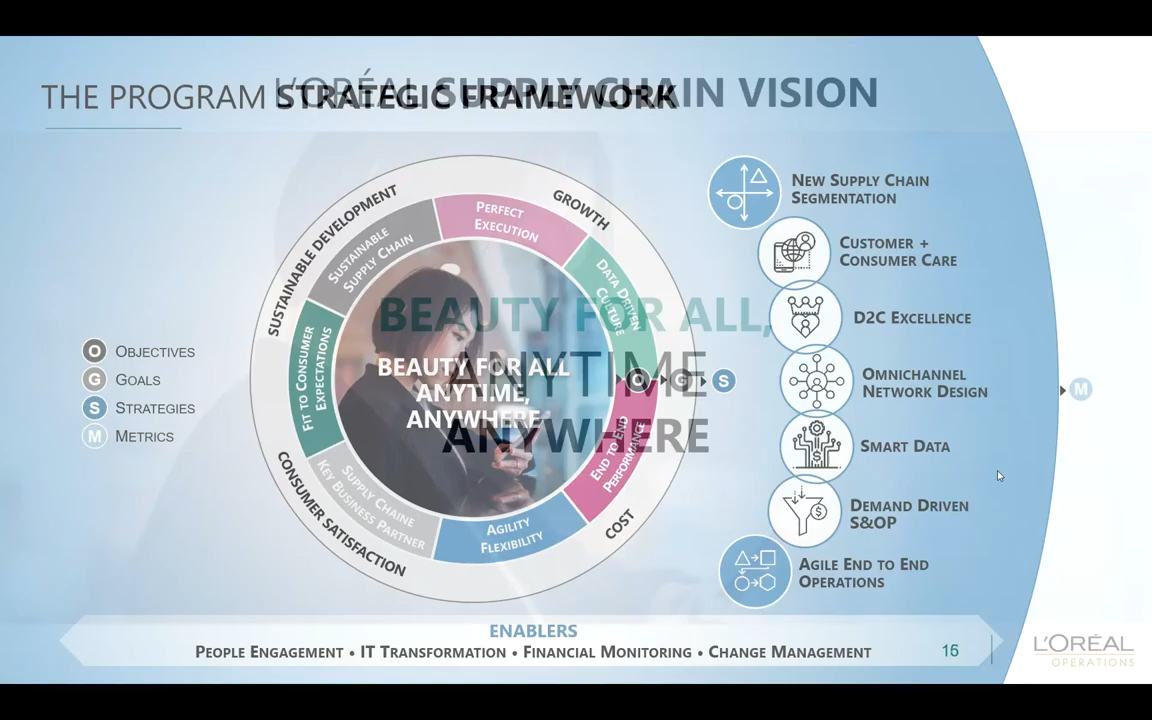 THE PROGRAM STRATEGIC FRAMEWORK
L'ORÉAL SUPPLY CHAIN VISION
SUSTAINABLE DEVELOPMENT
GROWTH
COST
CONSUMER SATISFACTION
PERFECT
EXECUTION
DATA DRIVEN
CULTURE
END TO END
PERFORMANCE
AGILITY
FLEXIBILITY
SUPPLY CHAINE
KEY BUSINESS PARTNER
FIT TO CONSUMER
EXPECTATIONS
SUSTAINABLE
SUPPLY CHAIN
BEAUTY FOR ALL
ANYTIME,
ANYWHERE
BEAUTY FOR ALL,
ANYTIME
ANYWHERE
O OBJECTIVES
G GOALS
S STRATEGIES
M METRICS
O G S
NEW SUPPLY CHAIN
SEGMENTATION
CUSTOMER +
CONSUMER CARE
D2C EXCELLENCE
OMNICHANNEL
NETWORK DESIGN
SMART DATA
DEMAND DRIVEN
S&OP
AGILE END TO END
OPERATIONS
M
ENABLERS
PEOPLE ENGAGEMENT • IT TRANSFORMATION • FINANCIAL MONITORING • CHANGE MANAGEMENT
L'ORÉAL
OPERATIONS